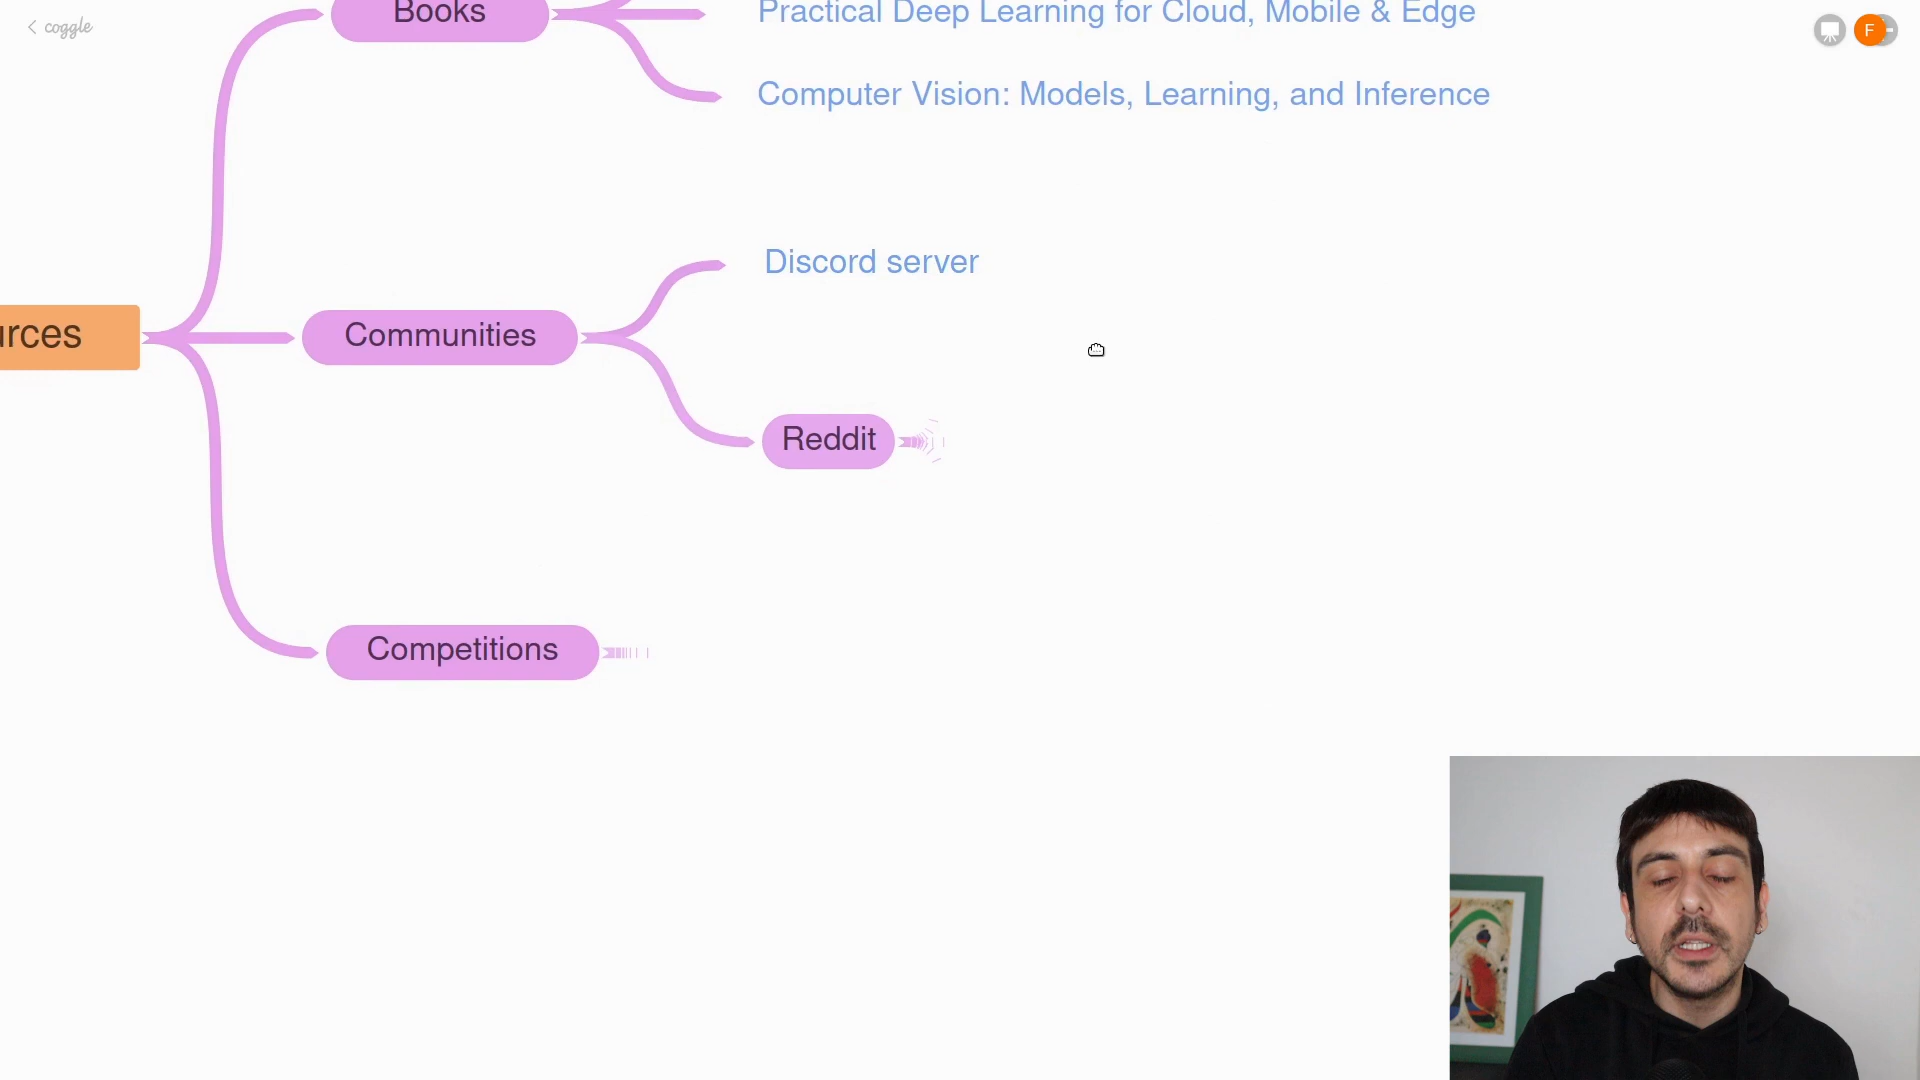 coggle
Books
Practical Deep Learning for Cloud, Mobile & Edge
F
Computer Vision: Models, Learning, and Inference
Discord server
urces
Communities
Reddit
Competitions